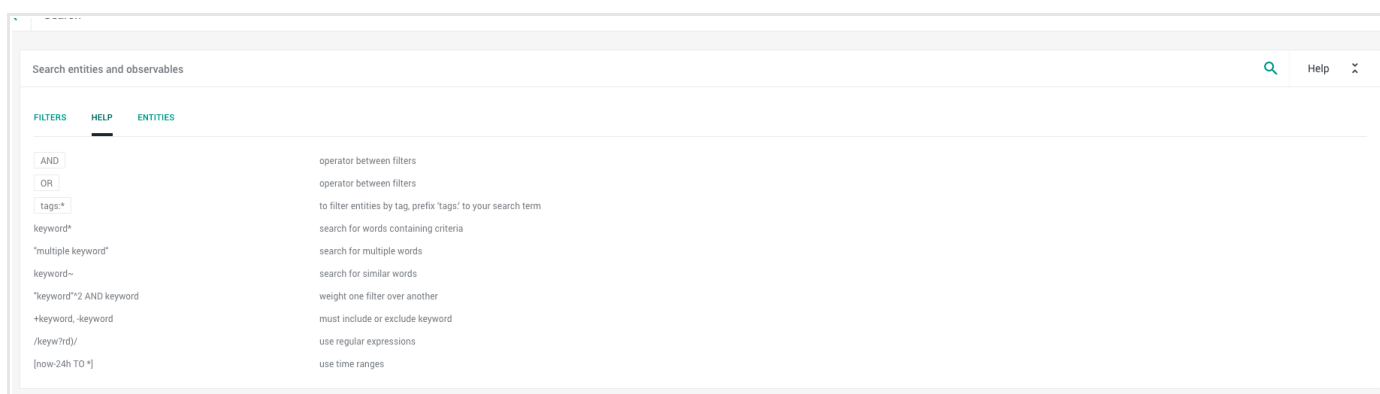 Search entities and observables
Help
FILTERS HELP ENTITIES
AND operator between filters
OR operator between filters
tags:* to filter entities by tag, prefix 'tags:' to your search term
keyword* search for words containing criteria
"multiple keyword" search for multiple words
keyword~ search for similar words
"keyword"^2 AND keyword weight one filter over another
+keyword, -keyword must include or exclude keyword
/keyw?rd)/ use regular expressions
[now-24h TO *] use time ranges